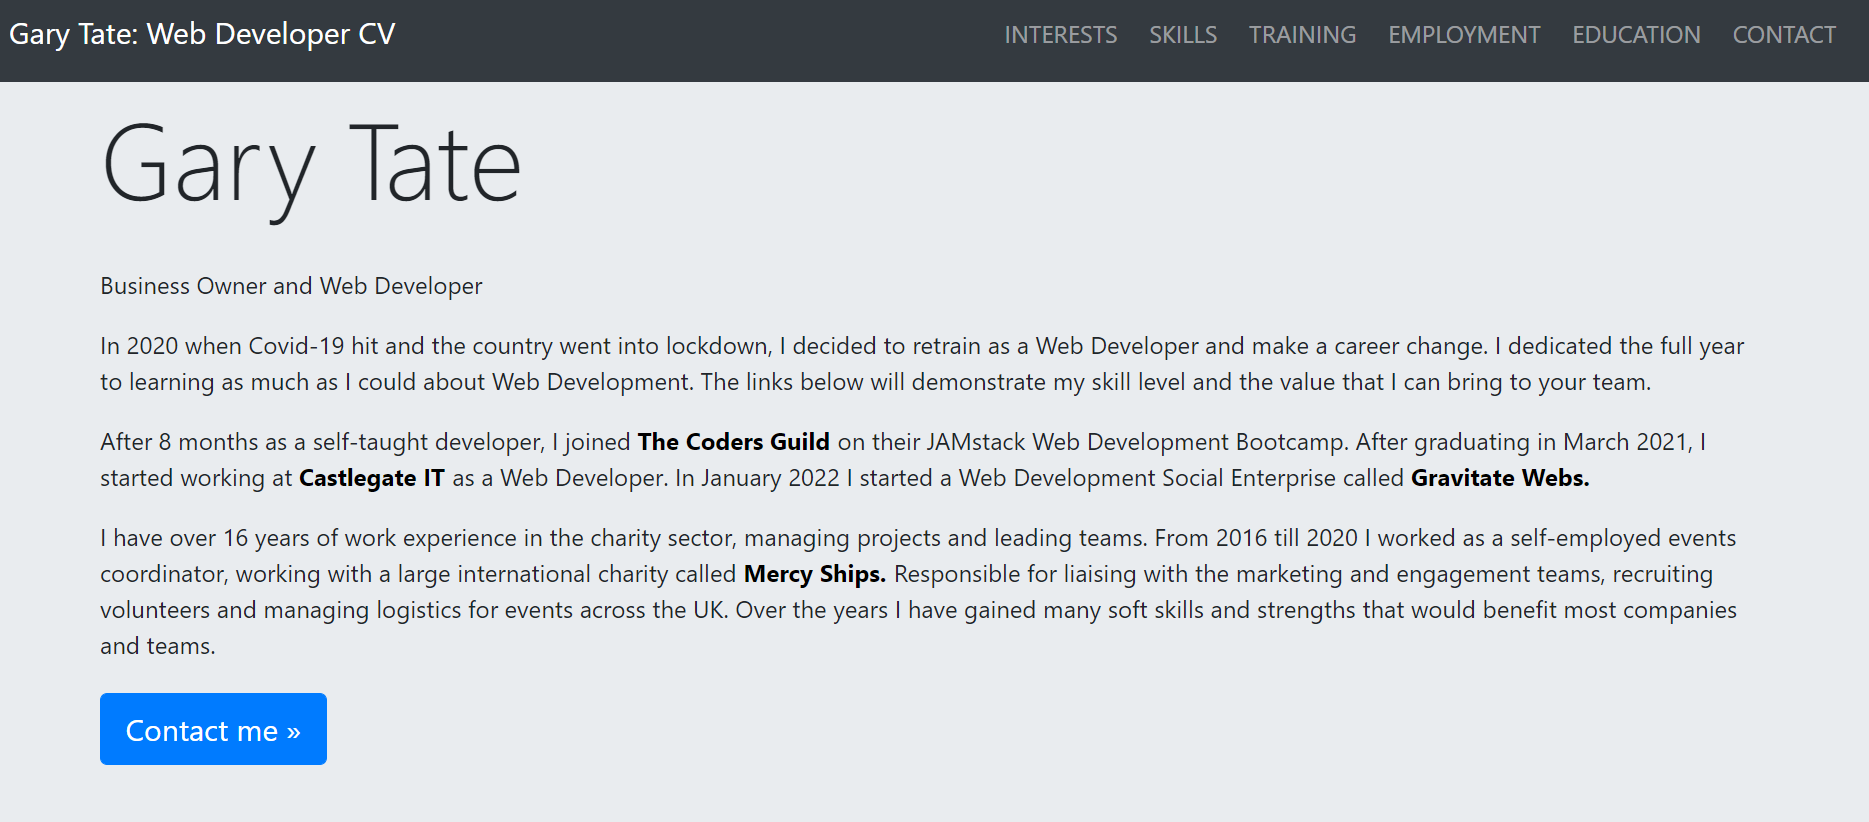 Gary Tate: Web Developer CV
INTERESTS SKILLS TRAINING EMPLOYMENT EDUCATION CONTACT
Gary Tate
Business Owner and Web Developer
In 2020 when Covid-19 hit and the country went into lockdown, I decided to retrain as a Web Developer and make a career change. I dedicated the full year
to learning as much as I could about Web Development. The links below will demonstrate my skill level and the value that I can bring to your team.
After 8 months as a self-taught developer, I joined The Coders Guild on their JAMstack Web Development Bootcamp. After graduating in March 2021, I
started working at Castlegate IT as a Web Developer. In January 2022 I started a Web Development Social Enterprise called Gravitate Webs.
I have over 16 years of work experience in the charity sector, managing projects and leading teams. From 2016 till 2020 I worked as a self-employed events
coordinator, working with a large international charity called Mercy Ships. Responsible for liaising with the marketing and engagement teams, recruiting
volunteers and managing logistics for events across the UK. Over the years I have gained many soft skills and strengths that would benefit most companies
and teams.
Contact me »